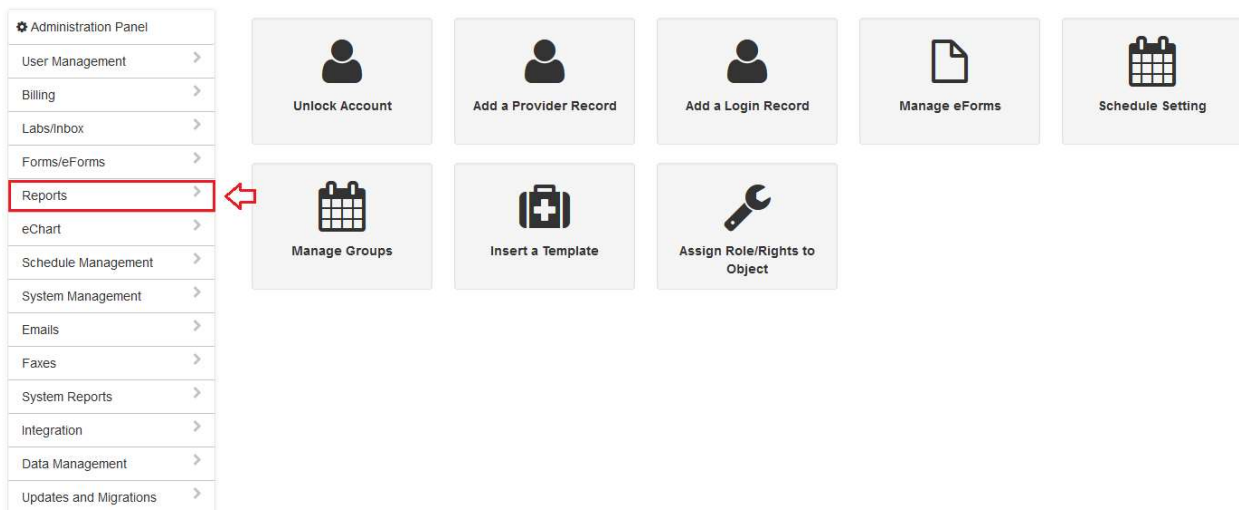 Administration Panel
User Management
Billing
Labs/Inbox
Forms/eForms
Reports
eChart
Schedule Management
System Management
Emails
Faxes
System Reports
Integration
Data Management
Updates and Migrations
Unlock Account
Add a Provider Record
Add a Login Record
Manage eForms
Schedule Setting
Manage Groups
Insert a Template
Assign Role/Rights to
Object